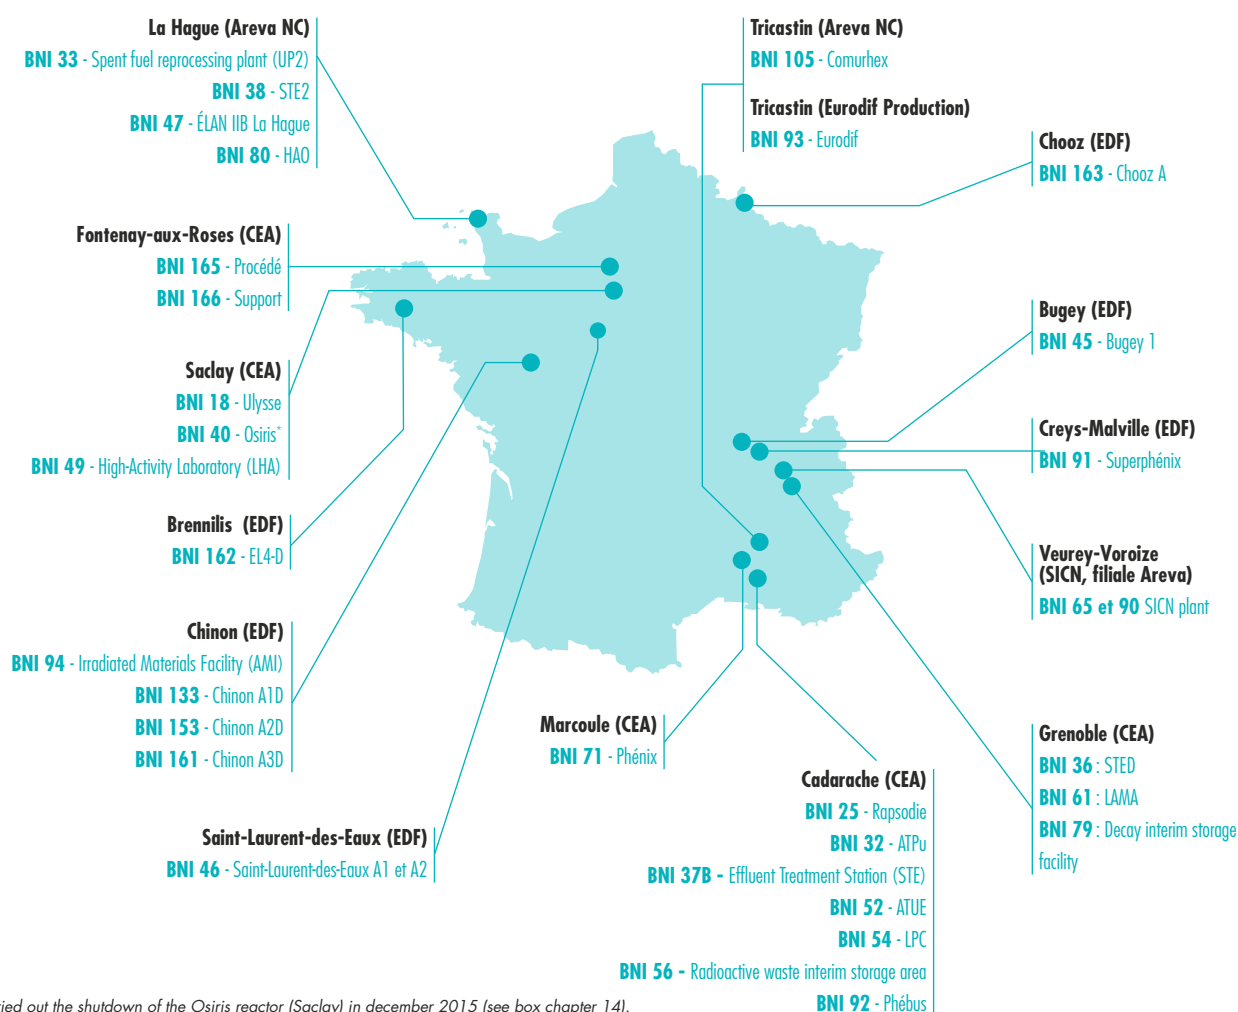 La Hague (Areva NC)
BNI 33 - Spent fuel reprocessing plant (UP2)
BNI 38 - STE2
BNI 47 - ÉLAN IIB La Hague
BNI 80 - HAO
Fontenay-aux-Roses (CEA)
BNI 165 - Procédé
BNI 166 - Support
Saclay (CEA)
BNI 18 - Ulysse
BNI 40 - Osiris*
BNI 49 - High-Activity Laboratory (LHA)
Brennilis (EDF)
BNI 162 - EL4-D
Chinon (EDF)
BNI 94 - Irradiated Materials Facility (AMI)
BNI 133 - Chinon A1D
BNI 153 - Chinon A2D
BNI 161 - Chinon A3D
Saint-Laurent-des-Eaux (EDF)
BNI 46 - Saint-Laurent-des-Eaux A1 et A2
Tricastin (Areva NC)
BNI 105 - Comurhex
Tricastin (Eurodif Production)
BNI 93 - Eurodif
Chooz (EDF)
BNI 163 - Chooz A
Bugey (EDF)
BNI 45 - Bugey 1
Creys-Malville (EDF)
BNI 91 - Superphénix
Veurey-Voroize
(SICN, filiale Areva)
BNI 65 et 90 SICN plant
Grenoble (CEA)
BNI 36 : STED
BNI 61 : LAMA
BNI 79 : Decay interim storage
facility
Marcoule (CEA)
BNI 71 - Phénix
Cadarache (CEA)
BNI 25 - Rapsodie
BNI 32 - ATPu
BNI 37B - Effluent Treatment Station (STE)
BNI 52 - ATUE
BNI 54 - LPC
BNI 56 - Radioactive waste interim storage area
BNI 92 - Phébus
out the shutdown of the Osiris reactor (Saclay) in december 2015 (see box chapter 14).